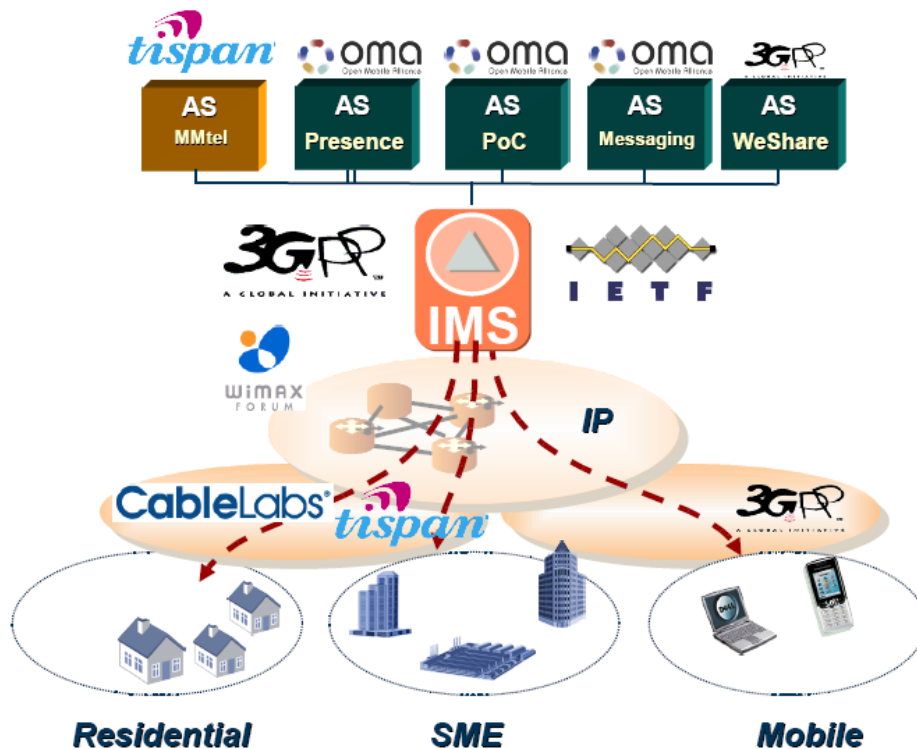 tispan
oma
Open Mobile Alliance
oma
Open Mobile Alliance
oma
Open Mobile Alliance
3GPP
A GLOBAL INITIATIVE
AS
MMtel
AS
Presence
AS
PoC
AS
Messaging
AS
WeShare
3GPP
TM
A GLOBAL INITIATIVE
IMS
IETF
WiMAX
FORUM
IP
CableLabs®
tispan
3GPP
A GLOBAL INITIATIVE
DELL
Residential
SME
Mobile